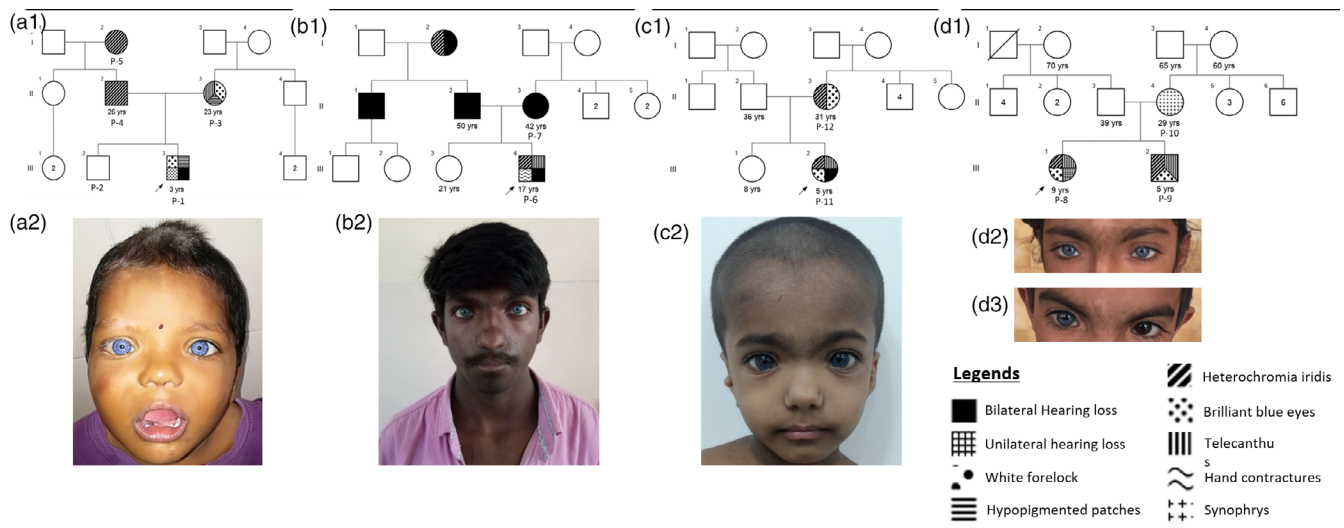 (a1)
I
1 2 3 4
P-5
II
1 2 3 4
26 yrs 23 yrs
P-4 P-3
III
1 2 3 4
2 2
P-2 3 yrs
P-1
(b1)
I
1 2
II
1 2 3 4 5
2 2
50 yrs 42 yrs
P-7
III
1 2 3 4
21 yrs 17 yrs
P-6
(c1)
I
1 2 3 4
II
1 2 3 4 5
4
36 yrs 31 yrs
P-12
III
1 2
8 yrs 5 yrs
P-11
(d1)
I
1 2 3 4
70 yrs 65 yrs 60 yrs
II
1 2 3 4 5 6
4 2 3 6
39 yrs 29 yrs
P-10
III
1 2
9 yrs 5 yrs
P-8 P-9
(a2)
(b2)
(c2)
(d2)
(d3)
Legends
Bilateral Hearing loss
Unilateral hearing loss
White forelock
Hypopigmented patches
Heterochromia iridis
Brilliant blue eyes
Telecanthu
s
Hand contractures
Synophrys